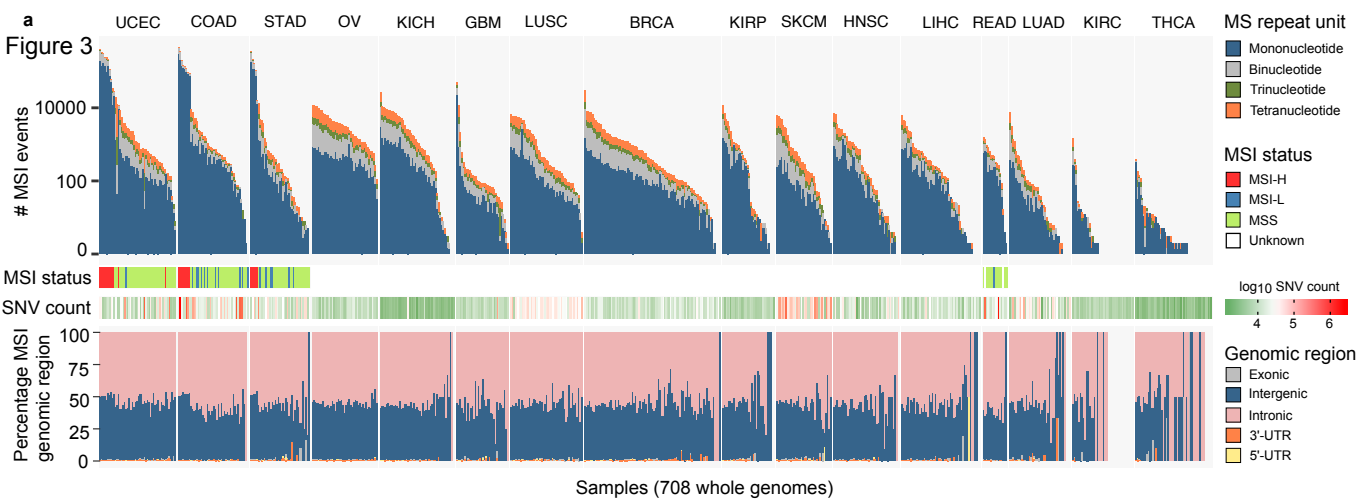 a
UCEC COAD STAD OV KICH GBM LUSC BRCA KIRP SKCM HNSC LIHC READ LUAD KIRC THCA
Figure 3
# MSI events
10000
100
0
MS repeat unit
Mononucleotide
Binucleotide
Trinucleotide
Tetranucleotide
MSI status
MSI-H
MSI-L
MSS
Unknown
MSI status
SNV count
log10 SNV count
4 5 6
Percentage MSI
genomic region
100
75
50
25
0
Genomic region
Exonic
Intergenic
Intronic
3'-UTR
5'-UTR
Samples (708 whole genomes)